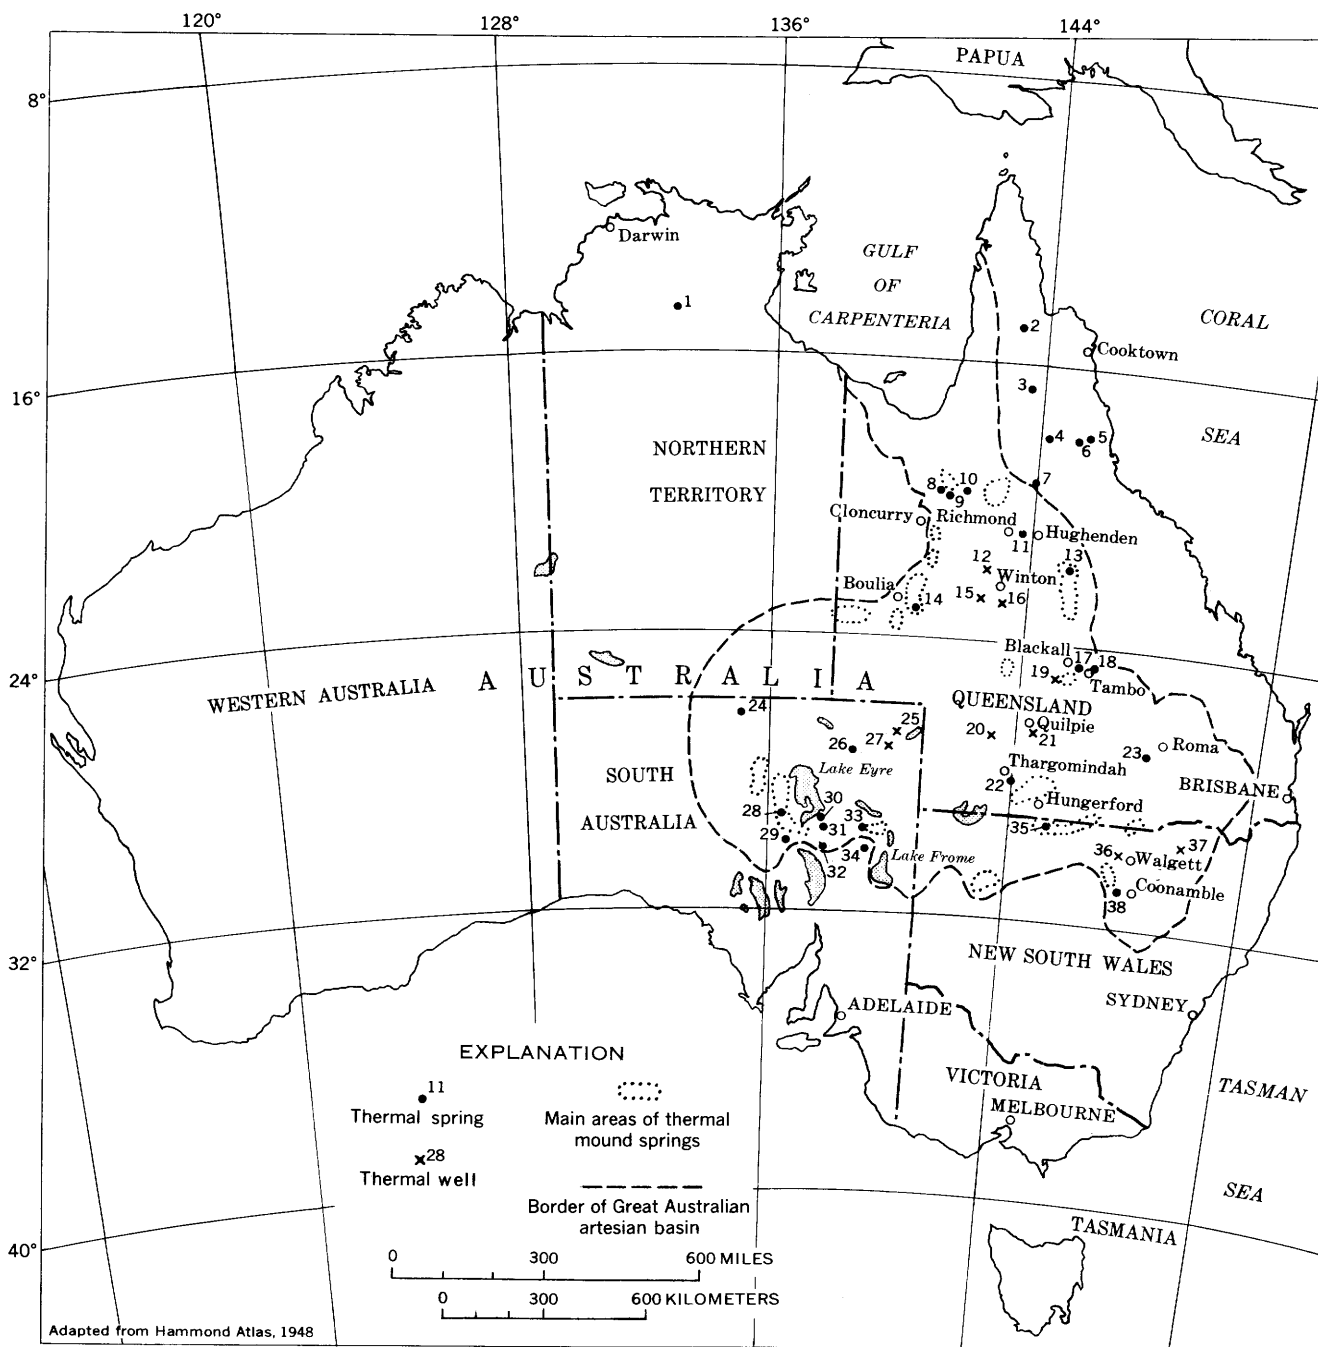 120°
128°
136°
144°
PAPUA
8°
Darwin
GULF
OF
CARPENTERIA
CORAL
1
2
Cooktown
16°
3
SEA
NORTHERN
TERRITORY
4
5
6
7
8
9
10
Cloncurry
Richmond
11
Hughenden
12
13
Winton
Boulia
14
15
16
Blackall
17
18
19
Tambo
24°
WESTERN AUSTRALIA
AUSTRALIA
QUEENSLAND
24
25
20
Quilpie
21
26
27
23
Roma
SOUTH
AUSTRALIA
Lake Eyre
Thargomindah
22
BRISBANE
28
30
Hungerford
29
31
33
35
32
34
Lake Frome
36
37
Walgett
Coonamble
38
32°
NEW SOUTH WALES
ADELAIDE
SYDNEY
VICTORIA
MELBOURNE
TASMAN
SEA
TASMANIA
40°
EXPLANATION
11
Thermal spring
28
Thermal well
Main areas of thermal
mound springs
Border of Great Australian
artesian basin
0 300 600 MILES
0 300 600 KILOMETERS
Adapted from Hammond Atlas, 1948